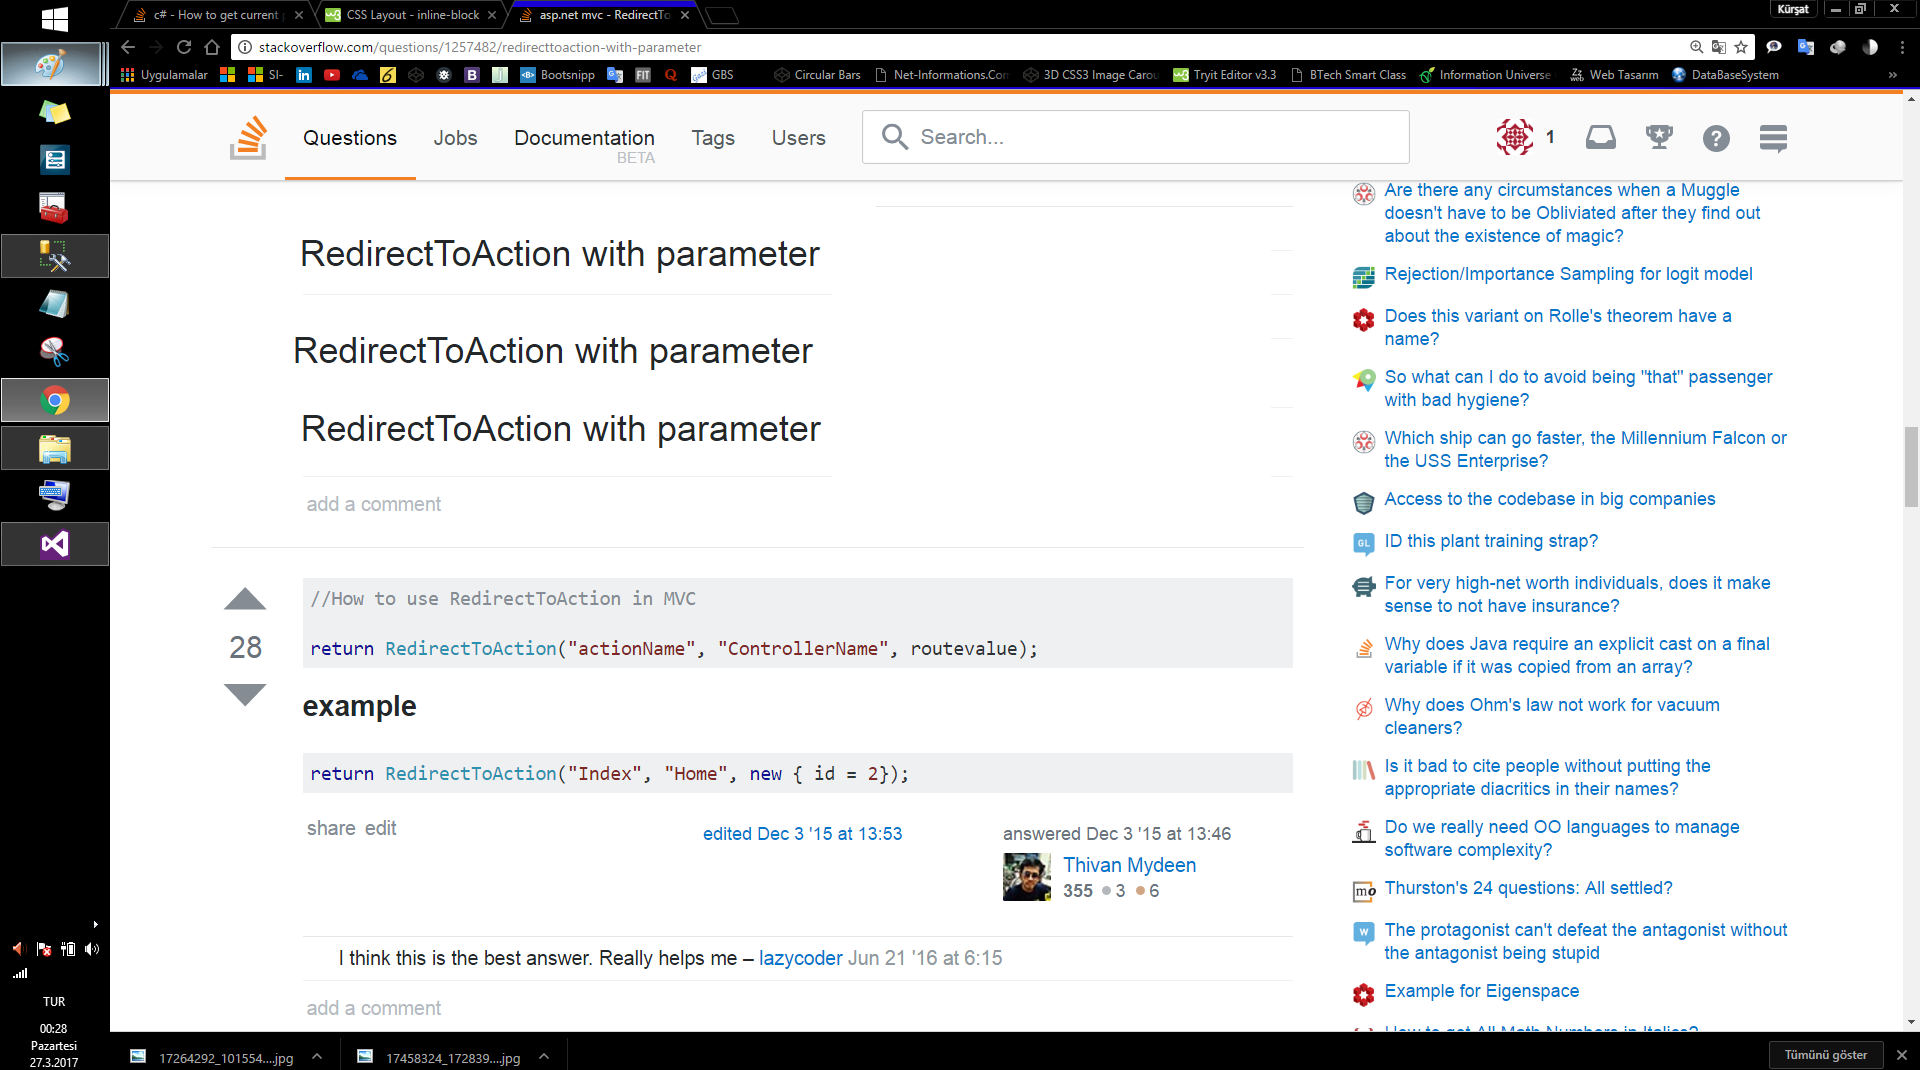 c# - How to get current
CSS Layout - inline-block
asp.net mvc - RedirectTo
Kürşat
stackoverflow.com/questions/1257482/redirecttoaction-with-parameter
Uygulamalar
SI-
Bootsnipp
FIT
GBS
Circular Bars
Net-Informations.Com
3D CSS3 Image Carou
Tryit Editor v3.3
BTech Smart Class
Information Universe
Web Tasarım
DataBaseSystem
»
Questions
Jobs
Documentation
BETA
Tags
Users
Search...
1
RedirectToAction with parameter
RedirectToAction with parameter
RedirectToAction with parameter
add a comment
28
//How to use RedirectToAction in MVC
return RedirectToAction("actionName", "ControllerName", routevalue);
example
return RedirectToAction("Index", "Home", new { id = 2});
share edit
edited Dec 3 '15 at 13:53
answered Dec 3 '15 at 13:46
Thivan Mydeen
355 3 6
I think this is the best answer. Really helps me – lazycoder Jun 21 '16 at 6:15
add a comment
Are there any circumstances when a Muggle
doesn't have to be Obliviated after they find out
about the existence of magic?
Rejection/Importance Sampling for logit model
Does this variant on Rolle's theorem have a
name?
So what can I do to avoid being "that" passenger
with bad hygiene?
Which ship can go faster, the Millennium Falcon or
the USS Enterprise?
Access to the codebase in big companies
GL
ID this plant training strap?
For very high-net worth individuals, does it make
sense to not have insurance?
Why does Java require an explicit cast on a final
variable if it was copied from an array?
Why does Ohm's law not work for vacuum
cleaners?
Is it bad to cite people without putting the
appropriate diacritics in their names?
Do we really need OO languages to manage
software complexity?
mo
Thurston's 24 questions: All settled?
W
The protagonist can't defeat the antagonist without
the antagonist being stupid
Example for Eigenspace
How to get All Math Numbers in Italics?
TUR
00:28
Pazartesi
27.3.2017
17264292_101554....jpg
17458324_172839....jpg
Tümünü göster